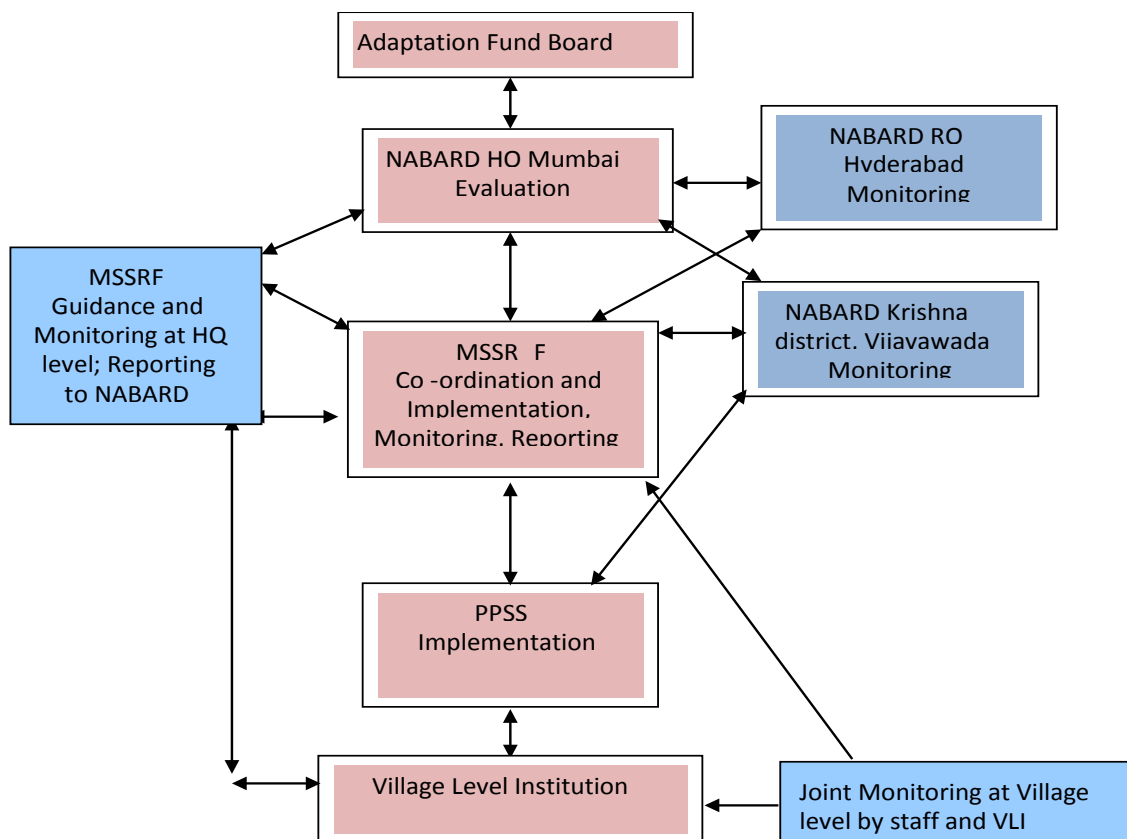 Adaptation Fund Board
NABARD HO Mumbai
Evaluation
NABARD RO
Hyderabad
Monitoring
MSSRF
Guidance and
Monitoring at HQ
level; Reporting
to NABARD
NABARD Krishna
district. Vijayawada
Monitoring
MSSR F
Co -ordination and
Implementation,
Monitoring. Reporting
PPSS
Implementation
Village Level Institution
Joint Monitoring at Village
level by staff and VLI